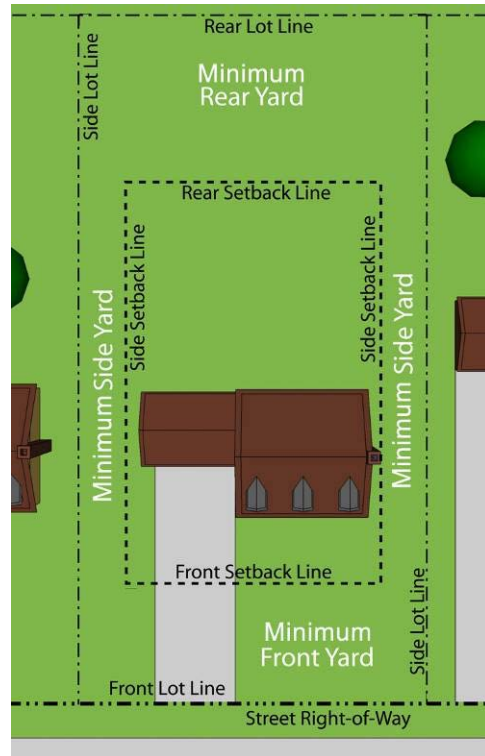 Rear Lot Line
Side Lot Line
Minimum
Rear Yard
Rear Setback Line
Side Setback Line
Side Setback Line
Minimum Side Yard
Minimum Side Yard
Front Setback Line
Minimum
Front Yard
Side Lot Line
Front Lot Line
Street Right-of-Way